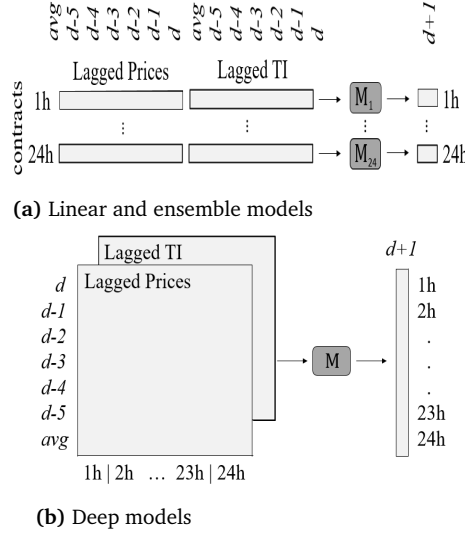 avg d-5 d-4 d-3 d-2 d-1 d avg d-5 d-4 d-3 d-2 d-1 d d+1
Lagged Prices Lagged TI
contracts
1h M1 1h
⋮ ⋮ ⋮ ⋮
24h M24 24h
(a) Linear and ensemble models
d+1
Lagged TI
d Lagged Prices 1h
d-1 2h
d-2 .
d-3 M .
d-4 .
d-5 23h
avg 24h
1h | 2h ... 23h | 24h
(b) Deep models